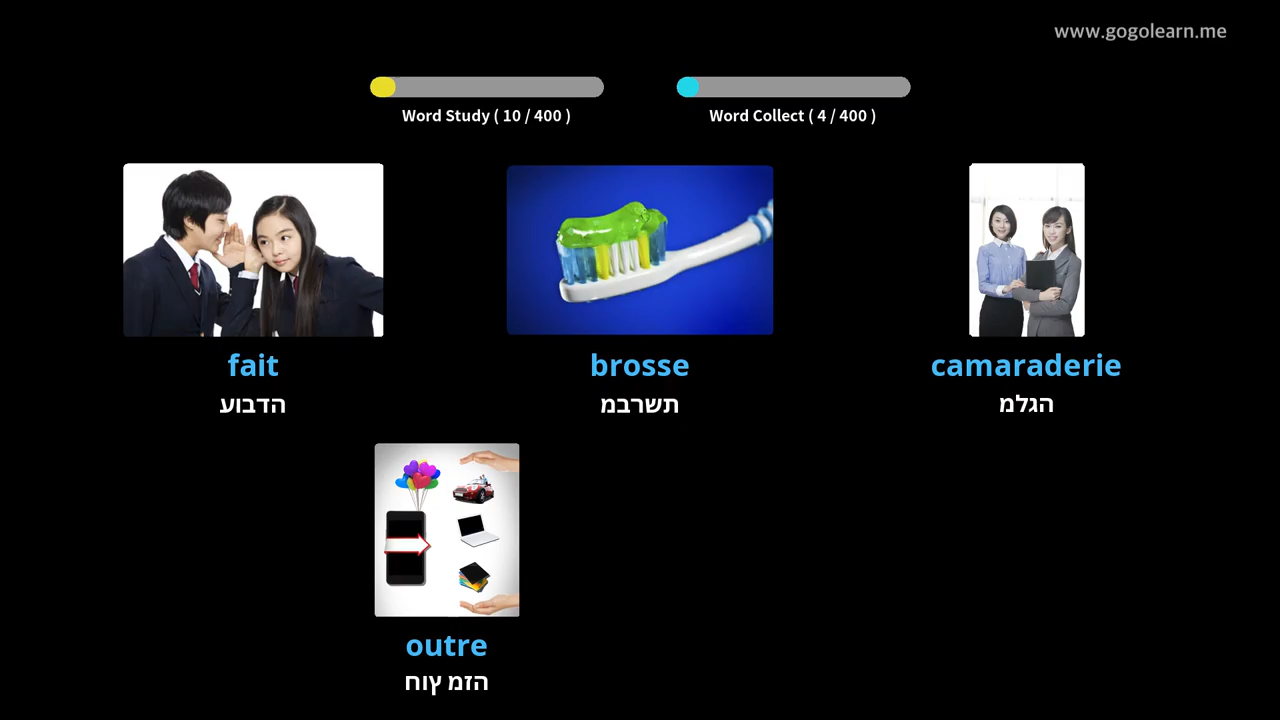 www.gogolearn.me
Word Study ( 10 / 400 )
Word Collect ( 4 / 400 )
fait
הדבוע
brosse
תשרבמ
camaraderie
הגלמ
outre
הזמ ץוח